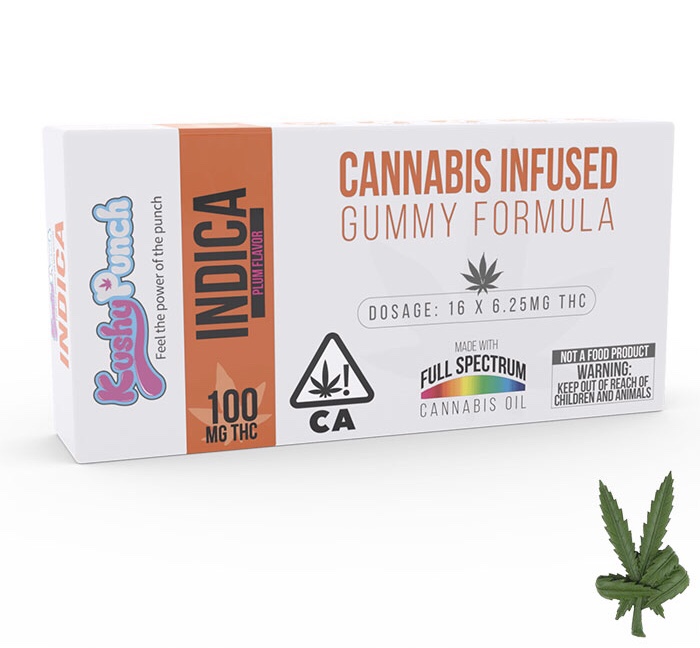 INDICA
Kushy Punch
Feel the power of the punch
INDICA
PLUM FLAVOR
100
MG THC
CANNABIS INFUSED
GUMMY FORMULA
DOSAGE: 16 X 6.25MG THC
!
CA
MADE WITH
FULL SPECTRUM
CANNABIS OIL
NOT A FOOD PRODUCT
WARNING:
KEEP OUT OF REACH OF
CHILDREN AND ANIMALS